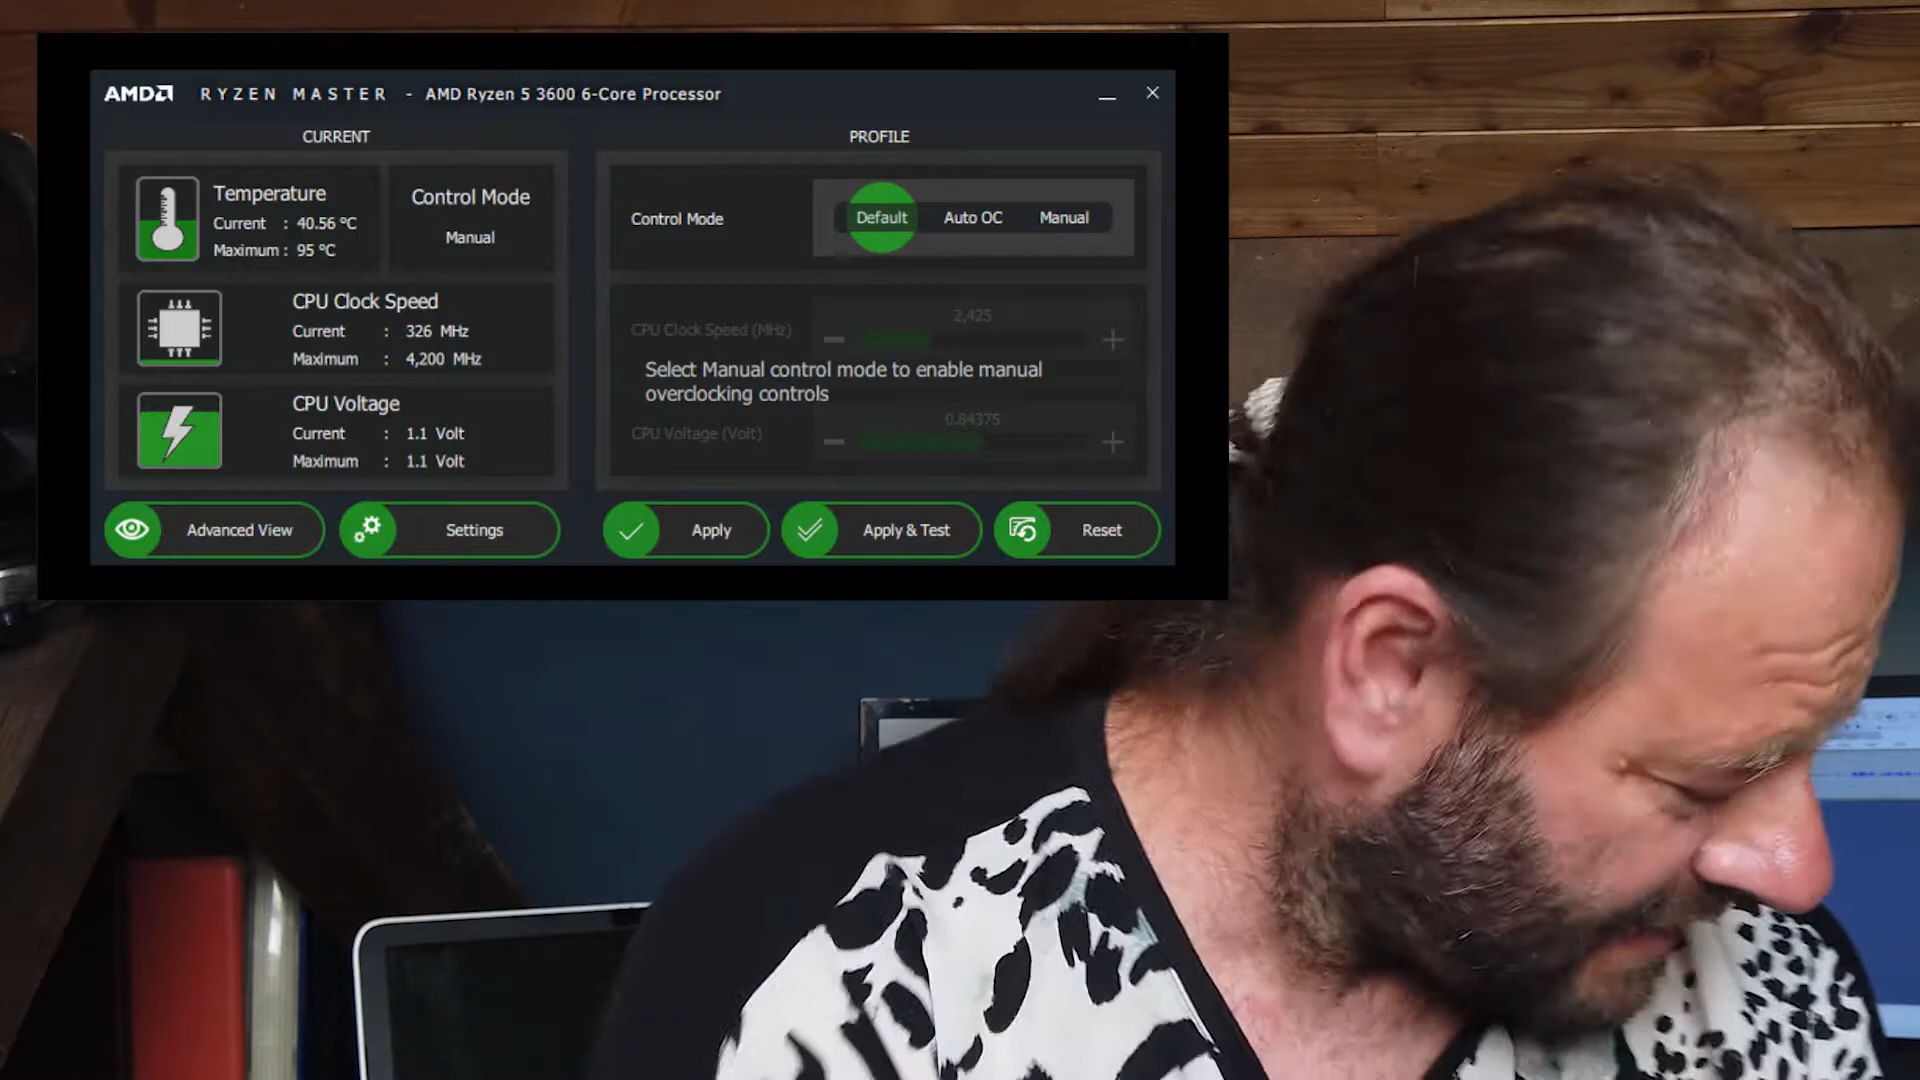 AMD RYZEN MASTER - AMD Ryzen 5 3600 6-Core Processor
CURRENT
Temperature
Current : 40.56 °C
Maximum : 95 °C
Control Mode
Manual
CPU Clock Speed
Current : 326 MHz
Maximum : 4,200 MHz
CPU Voltage
Current : 1.1 Volt
Maximum : 1.1 Volt
Advanced View
Settings
PROFILE
Control Mode
Default Auto OC Manual
CPU Clock Speed (MHz)
2,425
Select Manual control mode to enable manual
overclocking controls
CPU Voltage (Volt)
0.84375
Apply
Apply & Test
Reset